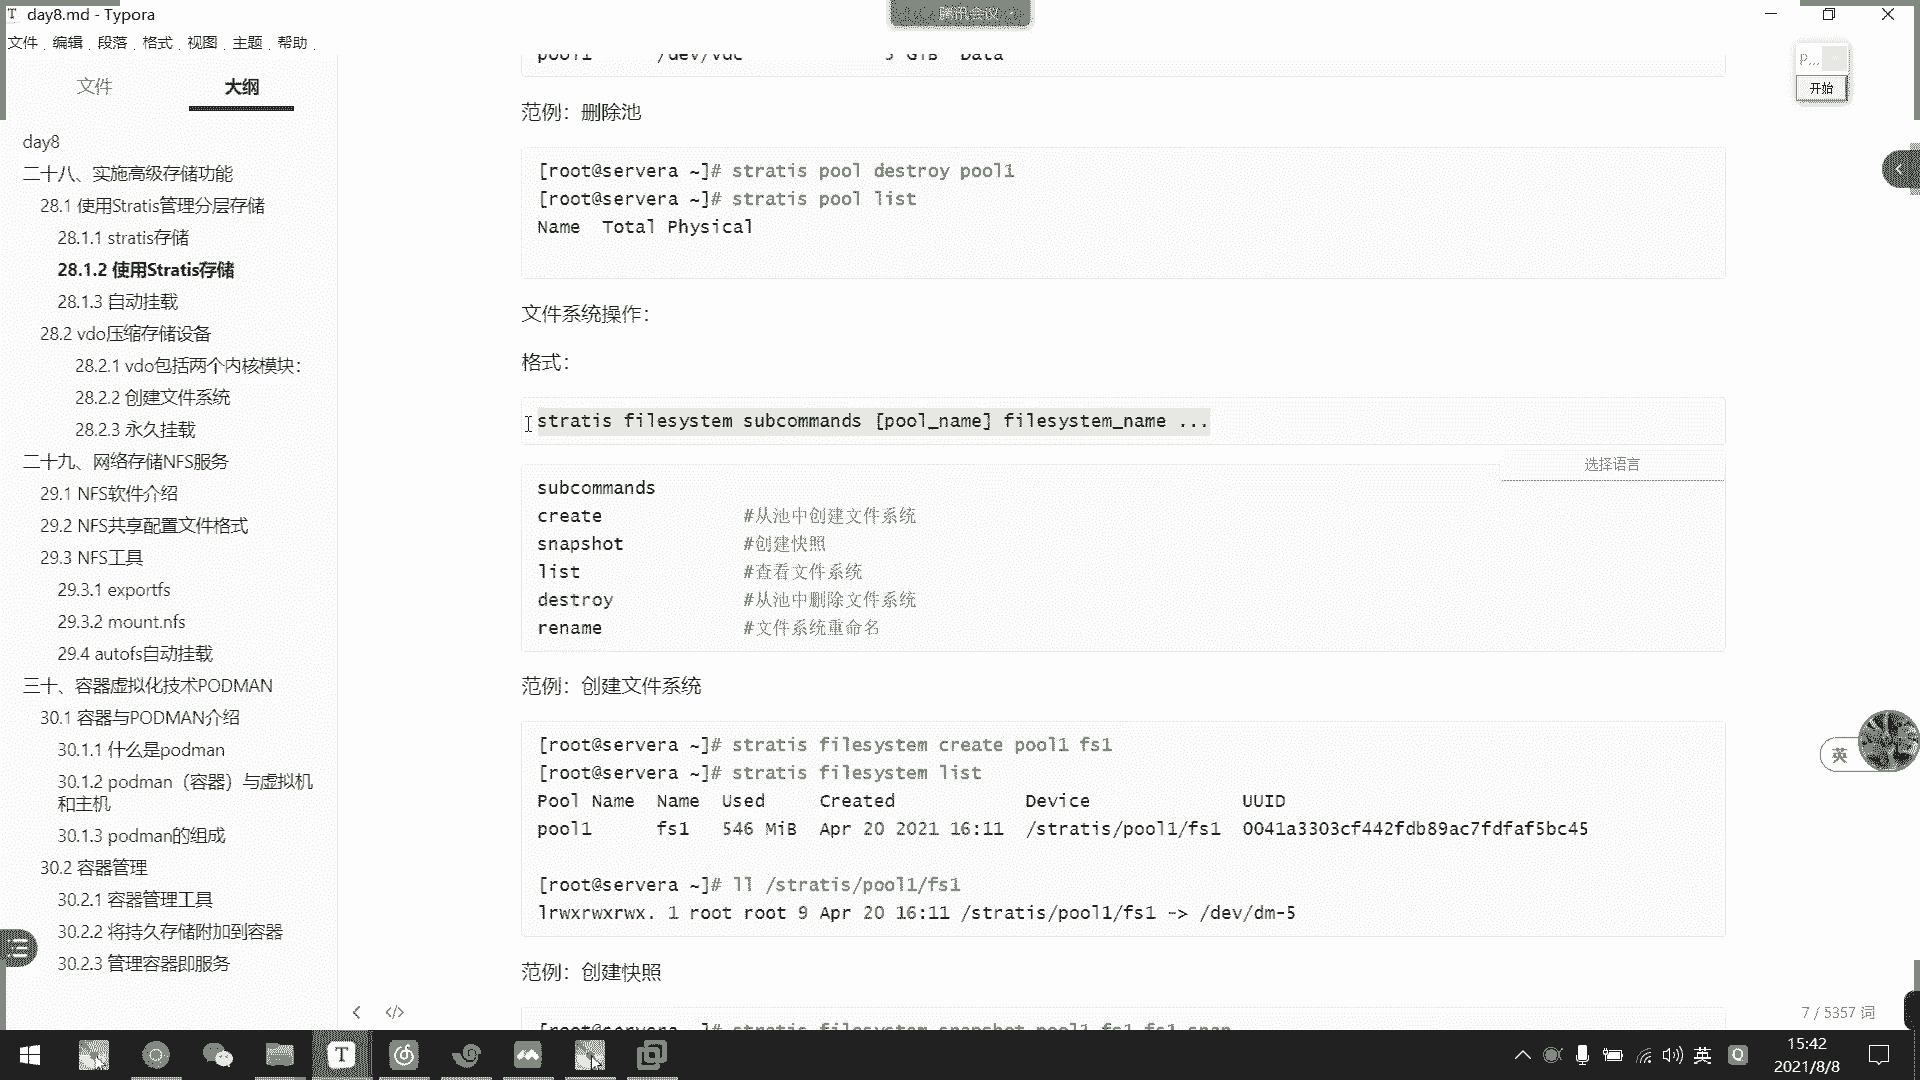 T day8.md - Typora
腾讯会议
文件 编辑 段落 格式 视图 主题 帮助
文件 大纲
day8
二十八、实施高级存储功能
28.1 使用Stratis管理分层存储
28.1.1 stratis存储
28.1.2 使用Stratis存储
28.1.3 自动挂载
28.2 vdo压缩存储设备
28.2.1 vdo包括两个内核模块:
28.2.2 创建文件系统
28.2.3 永久挂载
二十九、网络存储NFS服务
29.1 NFS软件介绍
29.2 NFS共享配置文件格式
29.3 NFS工具
29.3.1 exportfs
29.3.2 mount.nfs
29.4 autofs自动挂载
三十、容器虚拟化技术PODMAN
30.1 容器与PODMAN介绍
30.1.1 什么是podman
30.1.2 podman（容器）与虚拟机
和主机
30.1.3 podman的组成
30.2 容器管理
30.2.1 容器管理工具
30.2.2 将持久存储附加到容器
30.2.3 管理容器即服务
pool1 /dev/vdc 5 GiB Data
范例：删除池
[root@servera ~]# stratis pool destroy pool1
[root@servera ~]# stratis pool list
Name Total Physical
文件系统操作：
格式：
stratis filesystem subcommands [pool_name] filesystem_name ...
选择语言
subcommands
create #从池中创建文件系统
snapshot #创建快照
list #查看文件系统
destroy #从池中删除文件系统
rename #文件系统重命名
范例：创建文件系统
[root@servera ~]# stratis filesystem create pool1 fs1
[root@servera ~]# stratis filesystem list
Pool Name Name Used Created Device UUID
pool1 fs1 546 MiB Apr 20 2021 16:11 /stratis/pool1/fs1 0041a3303cf442fdb89ac7fdfaf5bc45
[root@servera ~]# ll /stratis/pool1/fs1
lrwxrwxrwx. 1 root root 9 Apr 20 16:11 /stratis/pool1/fs1 -> /dev/dm-5
范例：创建快照
[root@servera ~]# stratis filesystem snapshot pool1 fs1 fs1_snap
P...
开始
英
7 / 5357 词
T
英
Q
15:42
2021/8/8